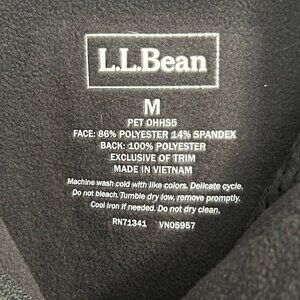 L.L.Bean
M
PET OHHS5
FACE: 86% POLYESTER 14% SPANDEX
BACK: 100% POLYESTER
EXCLUSIVE OF TRIM
MADE IN VIETNAM
Machine wash cold with like colors. Delicate cycle.
Do not bleach. Tumble dry low, remove promptly.
Cool iron if needed. Do not dry clean.
RN71341 VN05957